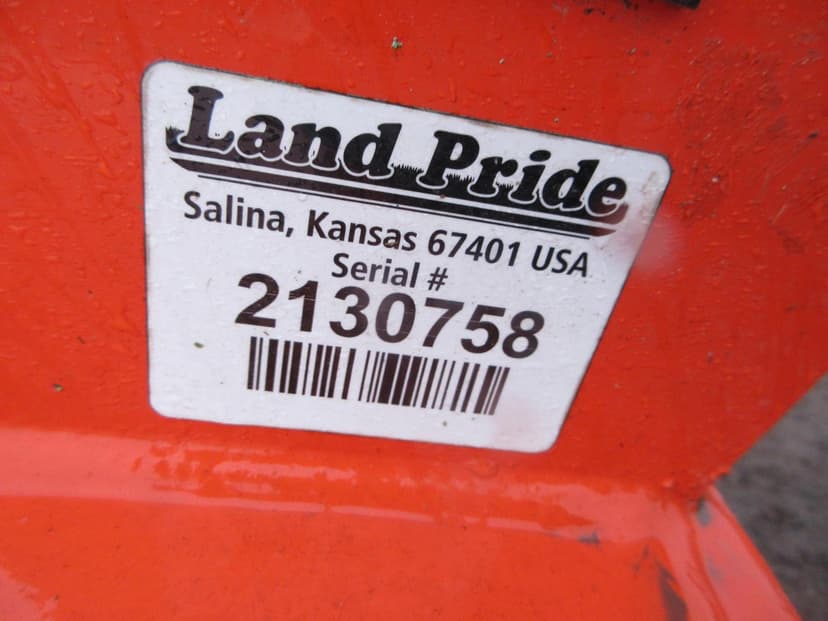 Land Pride
Salina, Kansas 67401 USA
Serial #
2130758